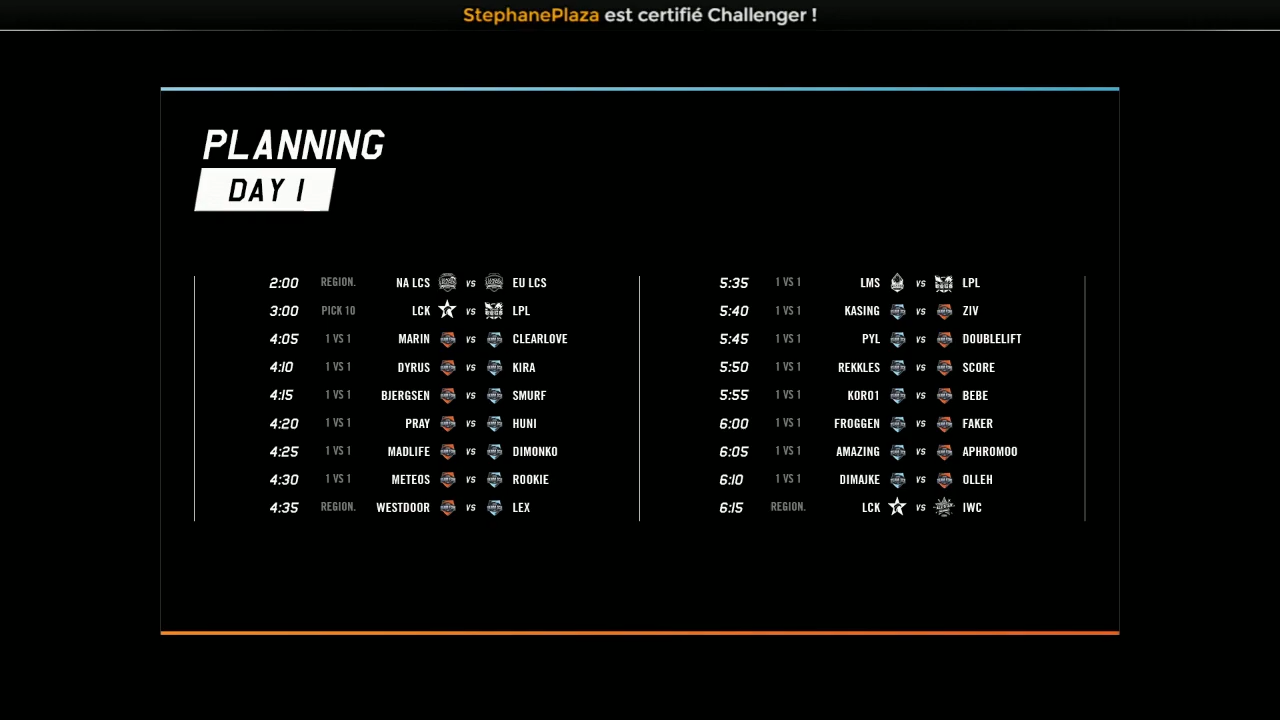 StephanePlaza est certifié Challenger !
PLANNING
DAY 1
2:00 REGION. NA LCS VS EU LCS
3:00 PICK 10 LCK VS LPL
4:05 1 VS 1 MARIN VS CLEARLOVE
4:10 1 VS 1 DYRUS VS KIRA
4:15 1 VS 1 BJERGSEN VS SMURF
4:20 1 VS 1 PRAY VS HUNI
4:25 1 VS 1 MADLIFE VS DIMONKO
4:30 1 VS 1 METEOS VS ROOKIE
4:35 REGION. WESTDOOR VS LEX
5:35 1 VS 1 LMS VS LPL
5:40 1 VS 1 KASING VS ZIV
5:45 1 VS 1 PYL VS DOUBLELIFT
5:50 1 VS 1 REKKLES VS SCORE
5:55 1 VS 1 KORO1 VS BEBE
6:00 1 VS 1 FROGGEN VS FAKER
6:05 1 VS 1 AMAZING VS APHROMOO
6:10 1 VS 1 DIMAJKE VS OLLEH
6:15 REGION. LCK VS IWC